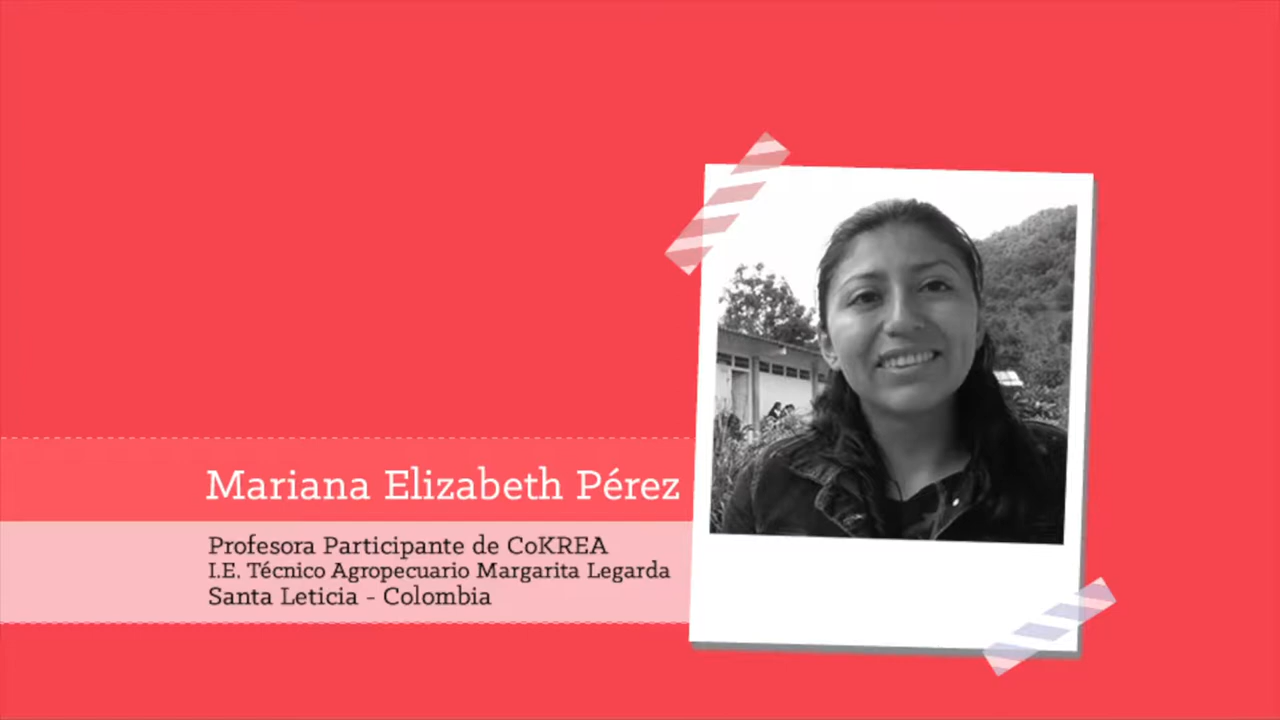 Mariana Elizabeth Pérez
Profesora Participante de CoKREA
I.E. Técnico Agropecuario Margarita Legarda
Santa Leticia - Colombia